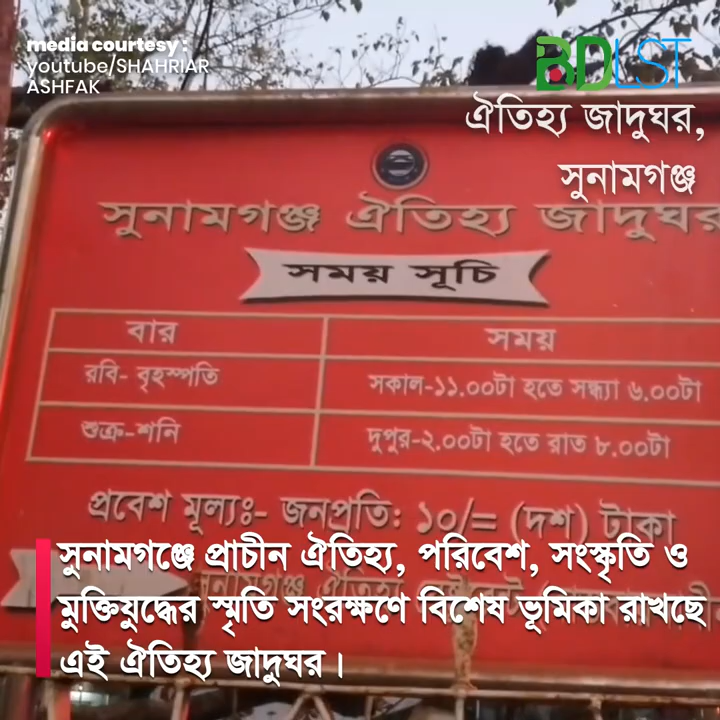 media courtesy :
youtube/SHAHRIAR
ASHFAK
BDLST
ঐতিহ্য জাদুঘর,
সুনামগঞ্জ
সুনামগঞ্জ ঐতিহ্য জাদুঘর
সময় সূচি
বার সময়
রবি- বৃহস্পতি সকাল-১১.০০টা হতে সন্ধ্যা ৬.০০টা
শুক্র-শনি দুপুর-২.০০টা হতে রাত ৮.০০টা
প্রবেশ মূল্যঃ- জনপ্রতি: ১০/= (দশ) টাকা
সুনামগঞ্জে প্রাচীন ঐতিহ্য, পরিবেশ, সংস্কৃতি ও
মুক্তিযুদ্ধের স্মৃতি সংরক্ষণে বিশেষ ভূমিকা রাখছে
এই ঐতিহ্য জাদুঘর।